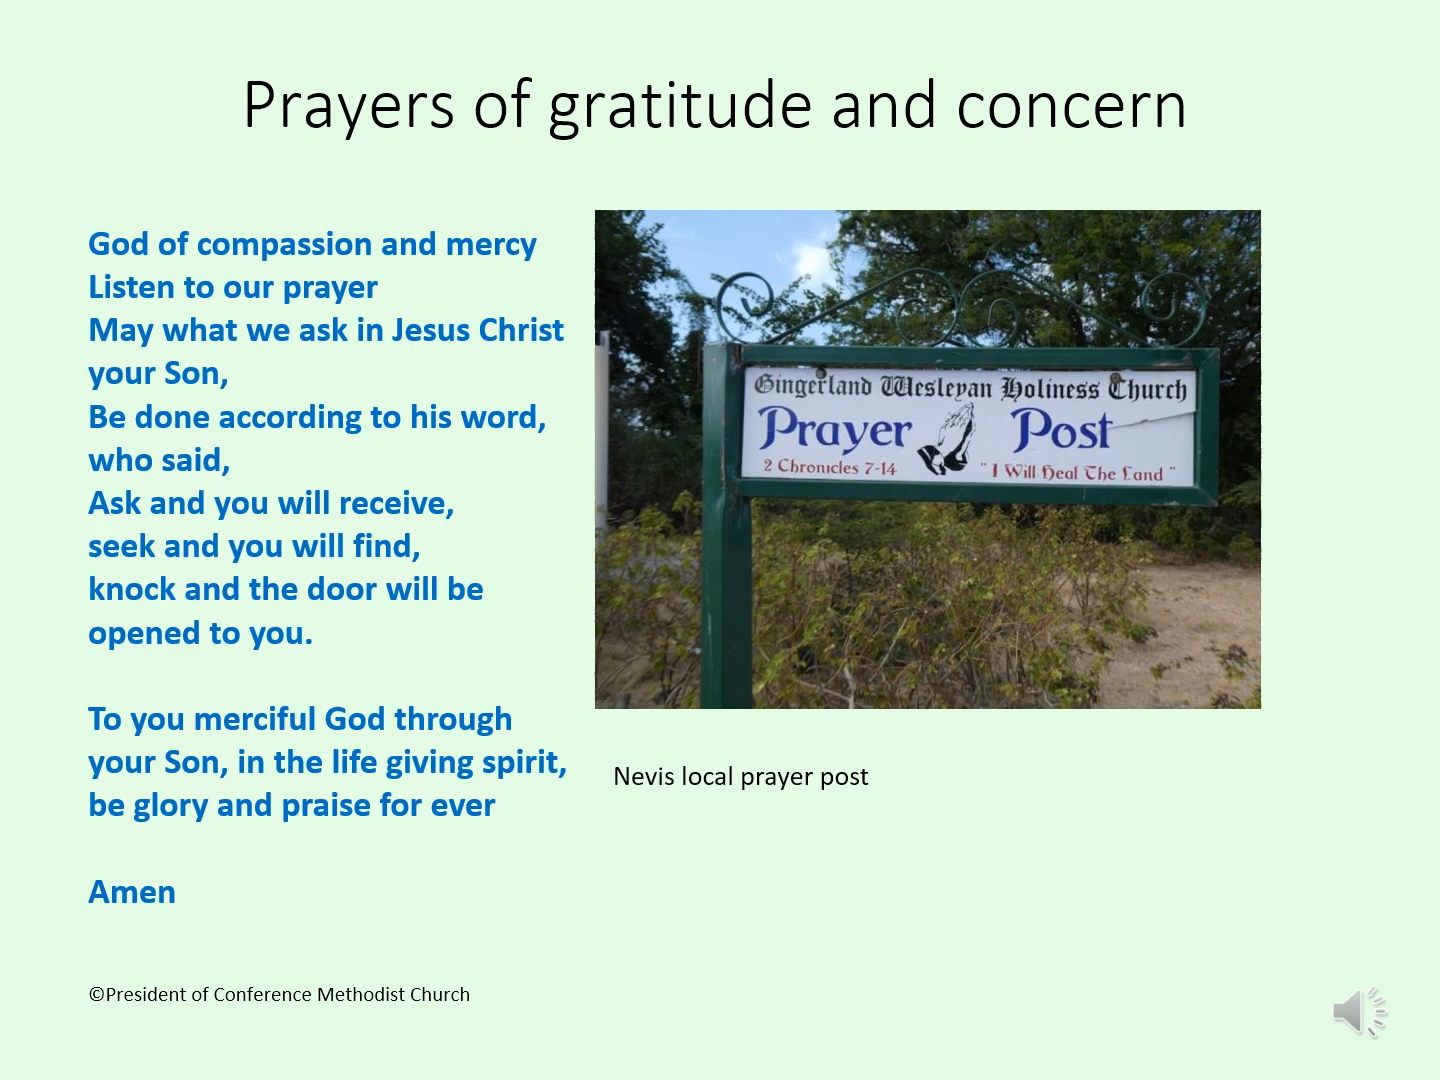 Prayers of gratitude and concern
God of compassion and mercy
Listen to our prayer
May what we ask in Jesus Christ
your Son,
Be done according to his word,
who said,
Ask and you will receive,
seek and you will find,
knock and the door will be
opened to you.
To you merciful God through
your Son, in the life giving spirit,
be glory and praise for ever
Amen
©President of Conference Methodist Church
Gingerland Wesleyan Holiness Church
Prayer Post
2 Chronicles 7-14 "I Will Heal The Land"
Nevis local prayer post